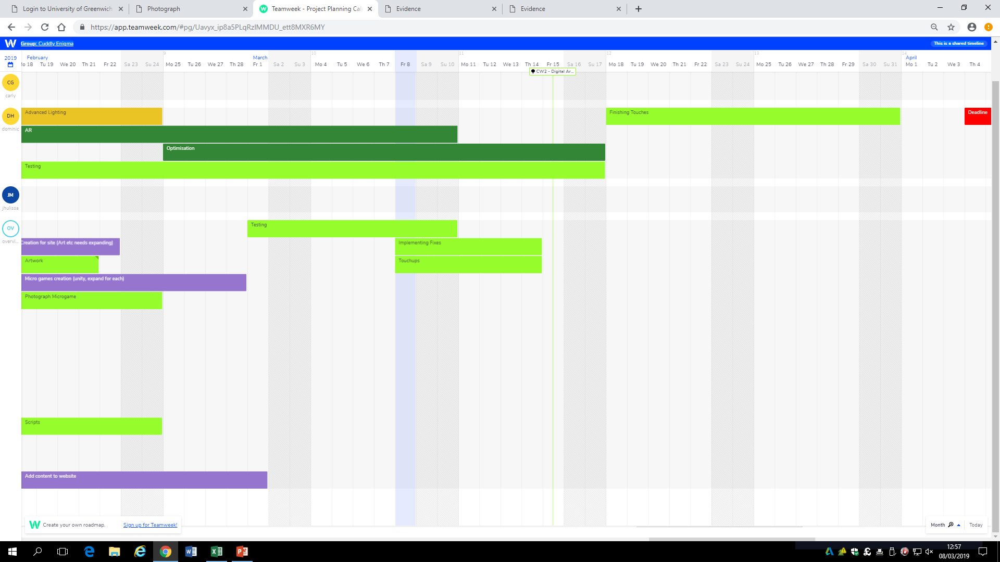 Login to University of Greenwich
Photograph
Teamweek - Project Planning Cal
Evidence
Evidence
https://app.teamweek.com/#pg/Uavyx_ip8a5PLqRzlMMDU_ett8MXR6MY
Group: Cuddly Enigma
This is a shared timeline
2019
February
9
March
10
11
12
13
14
April
Mo 18 Tu 19 We 20 Th 21 Fr 22 Sa 23 Su 24 Mo 25 Tu 26 We 27 Th 28 Fr 1 Sa 2 Su 3 Mo 4 Tu 5 We 6 Th 7 Fr 8 Sa 9 Su 10 Mo 11 Tu 12 We 13 Th 14 Fr 15 Sa 16 Su 17 Mo 18 Tu 19 We 20 Th 21 Fr 22 Sa 23 Su 24 Mo 25 Tu 26 We 27 Th 28 Fr 29 Sa 30 Su 31 Mo 1 Tu 2 We 3 Th 4
CW2 - Digital Ar...
CG
carly
DH
dominic
Advanced Lighting
Finishing Touches
Deadline
AR
Optimisation
Testing
JM
jhulissa
OV
overvi...
Testing
Creation for site (Art etc needs expanding)
Implementing Fixes
Artwork
Touchups
Micro games creation (unity, expand for each)
Photograph Microgame
Scripts
Add content to website
Create your own roadmap.
Sign up for Teamweek!
Month
Today
12:57
08/03/2019